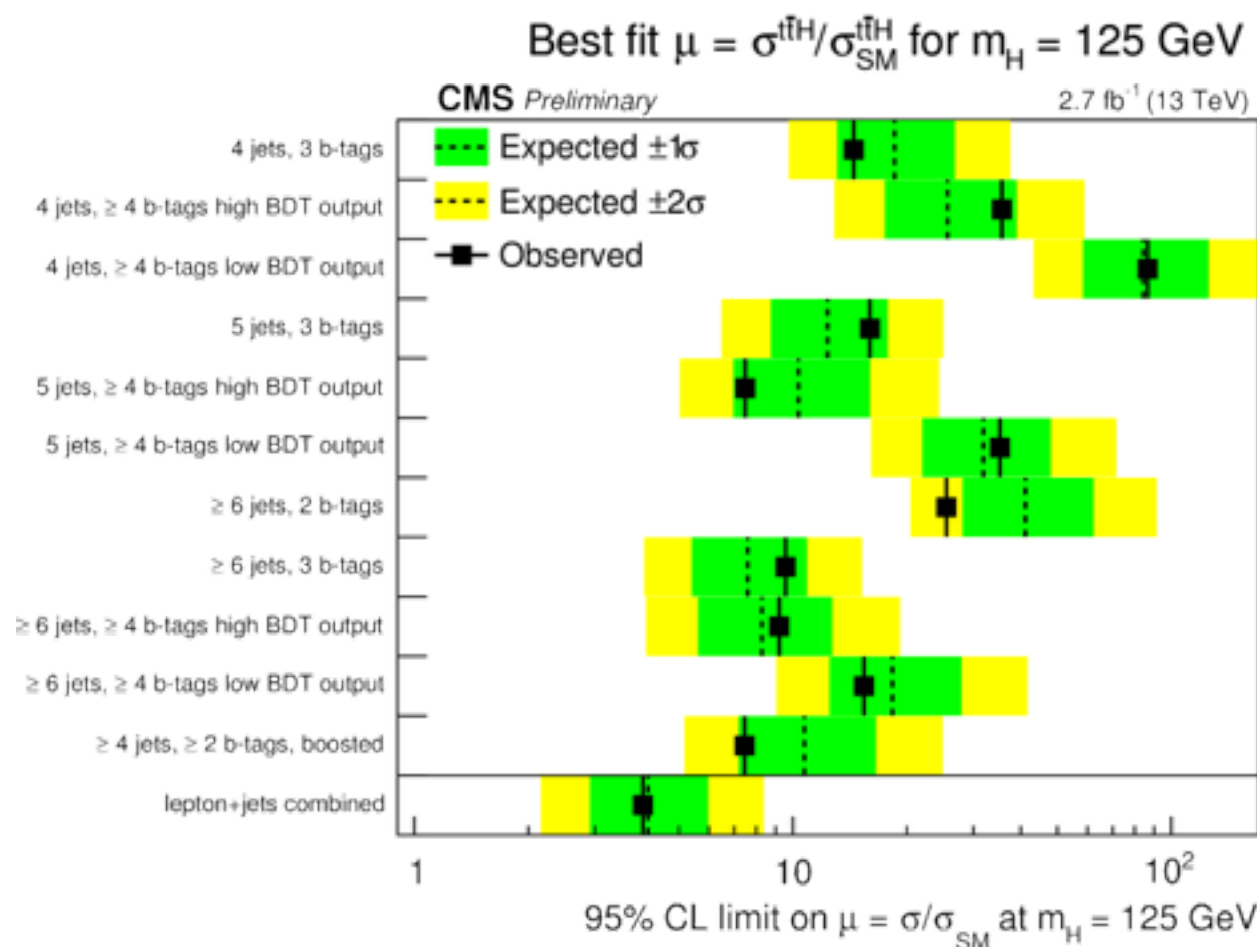 Best fit μ = σ^tt̄H/σ_SM^tt̄H for m_H = 125 GeV
CMS Preliminary 2.7 fb⁻¹ (13 TeV)
Expected ±1σ
Expected ±2σ
Observed
4 jets, 3 b-tags
4 jets, ≥ 4 b-tags high BDT output
4 jets, ≥ 4 b-tags low BDT output
5 jets, 3 b-tags
5 jets, ≥ 4 b-tags high BDT output
5 jets, ≥ 4 b-tags low BDT output
≥ 6 jets, 2 b-tags
≥ 6 jets, 3 b-tags
≥ 6 jets, ≥ 4 b-tags high BDT output
≥ 6 jets, ≥ 4 b-tags low BDT output
≥ 4 jets, ≥ 2 b-tags, boosted
lepton+jets combined
1 10 10²
95% CL limit on μ = σ/σ_SM at m_H = 125 GeV